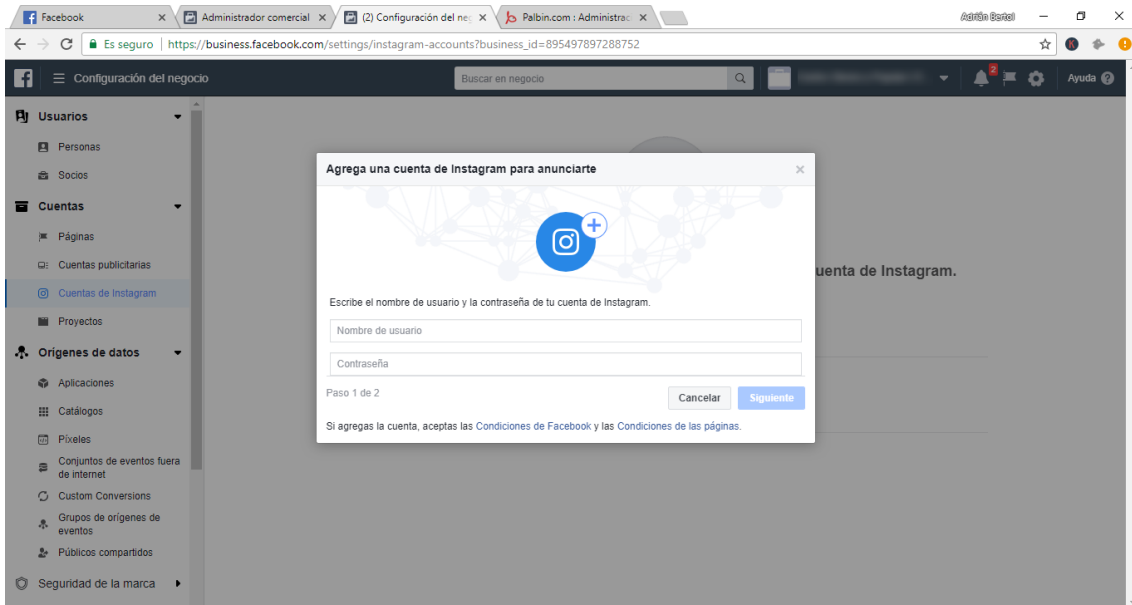 Facebook
Administrador comercial
(2) Configuración del neg
Palbin.com : Administrac
Adrián Bertol
Es seguro
https://business.facebook.com/settings/instagram-accounts?business_id=895497897288752
Configuración del negocio
Buscar en negocio
2
Ayuda
Usuarios
Personas
Socios
Cuentas
Páginas
Cuentas publicitarias
Cuentas de Instagram
Proyectos
Orígenes de datos
Aplicaciones
Catálogos
Píxeles
Conjuntos de eventos fuera
de internet
Custom Conversions
Grupos de orígenes de
eventos
Públicos compartidos
Seguridad de la marca
Agrega una cuenta de Instagram para anunciarte
Escribe el nombre de usuario y la contraseña de tu cuenta de Instagram.
Nombre de usuario
Contraseña
Paso 1 de 2
Cancelar
Siguiente
Si agregas la cuenta, aceptas las Condiciones de Facebook y las Condiciones de las páginas.
uenta de Instagram.